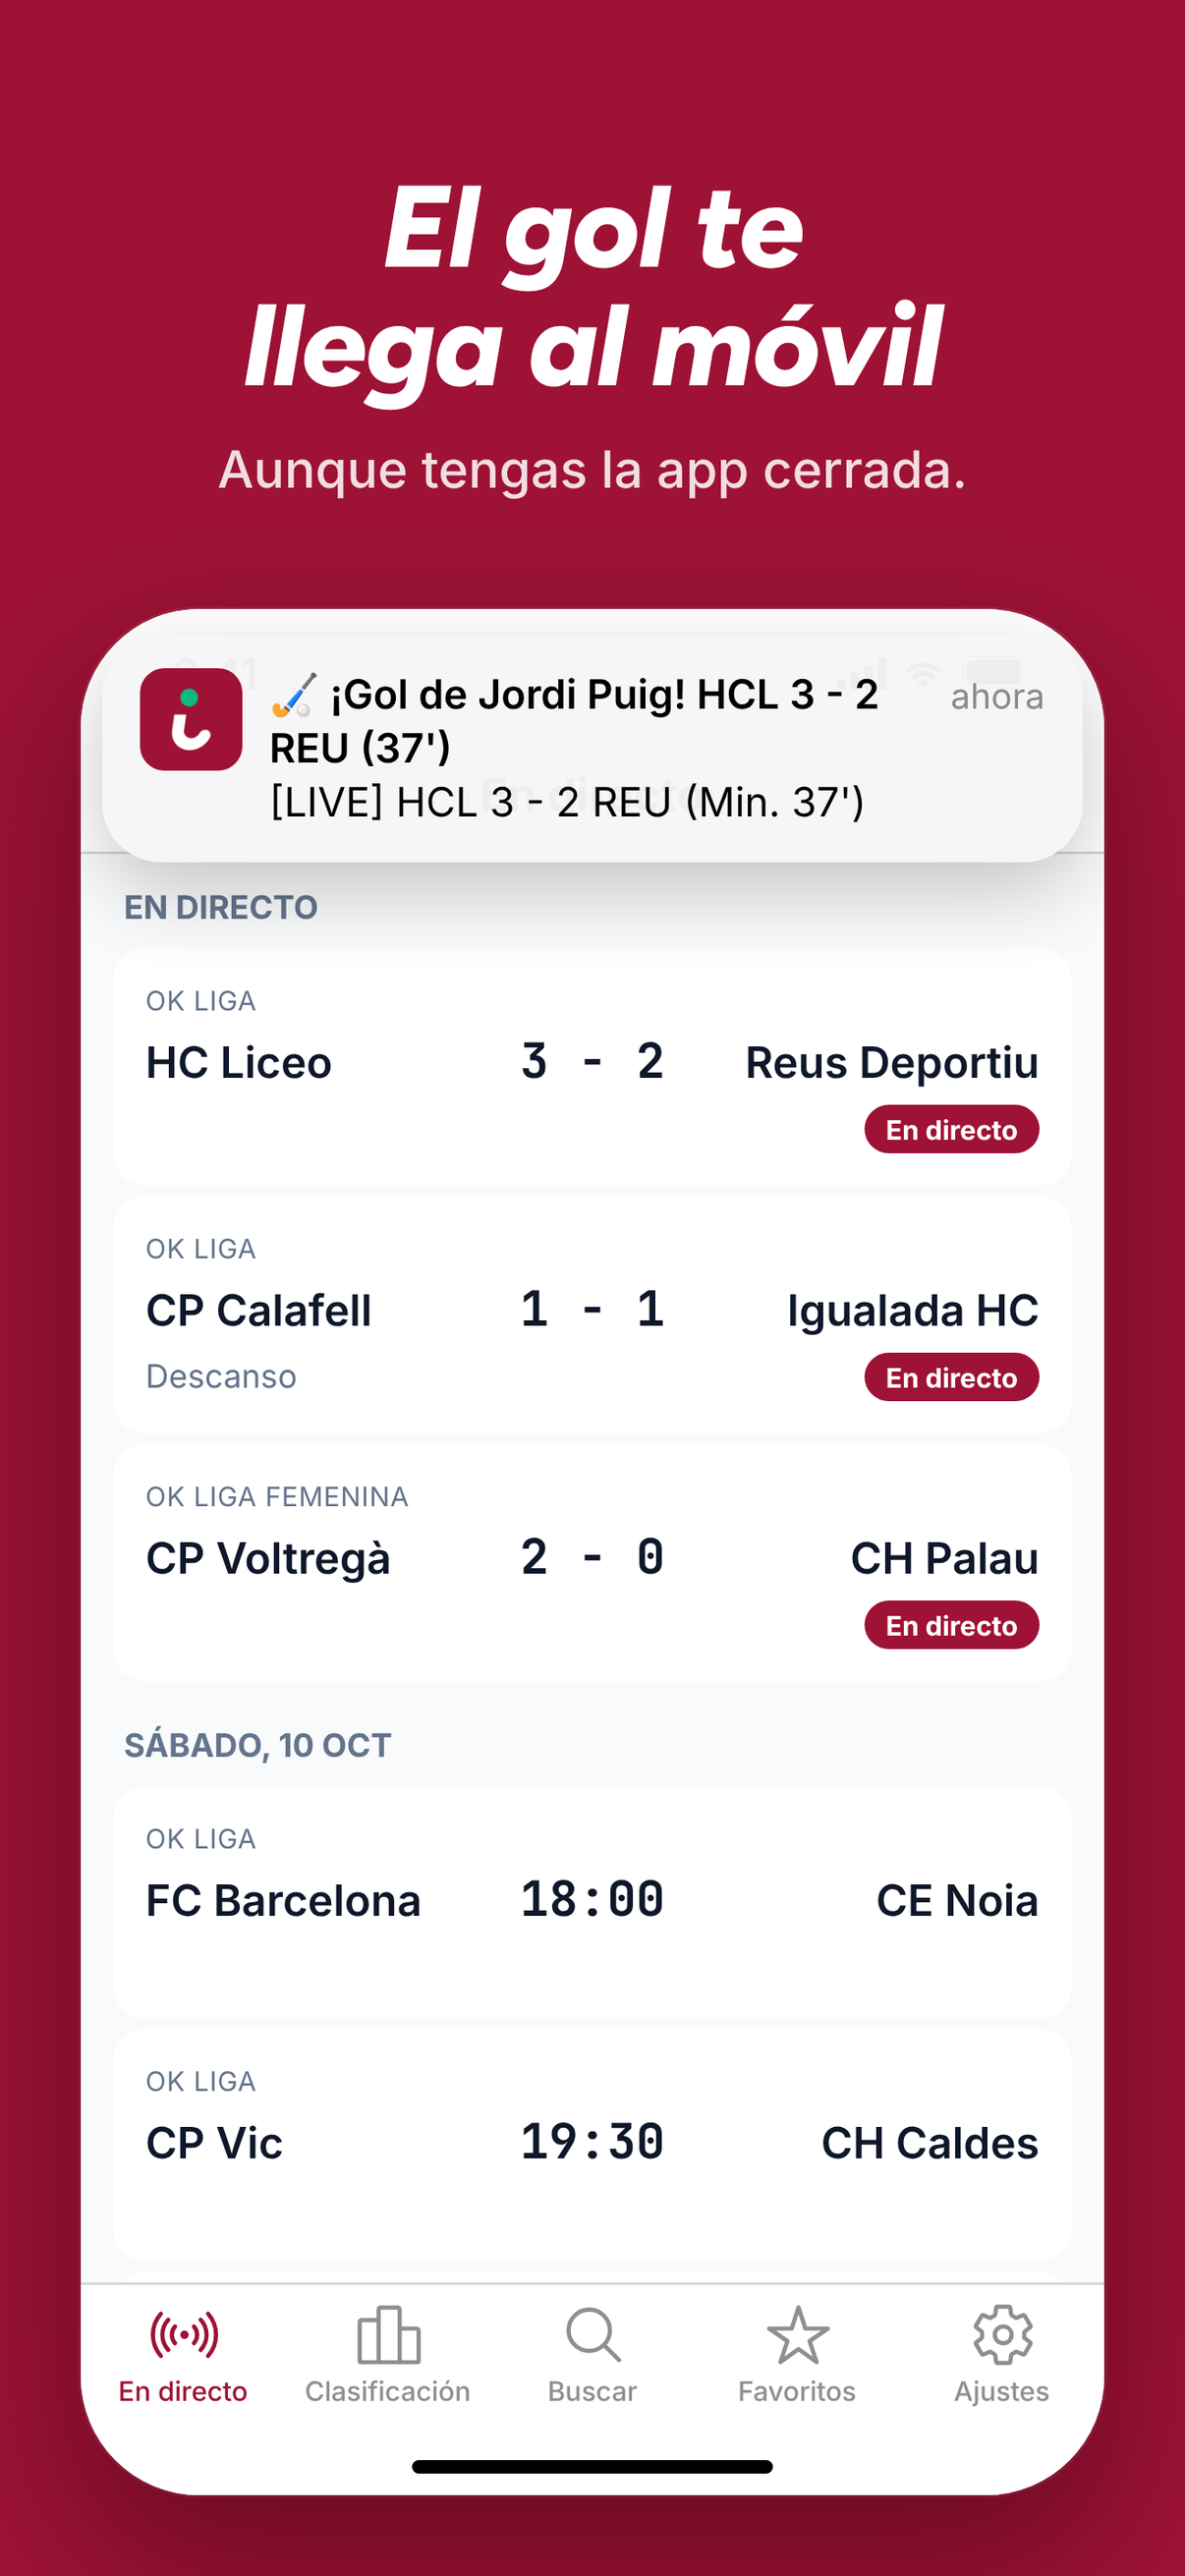 El gol te
llega al móvil
Aunque tengas la app cerrada.
¡Gol de Jordi Puig! HCL 3 - 2 ahora
REU (37')
[LIVE] HCL 3 - 2 REU (Min. 37')
En directo
EN DIRECTO
OK LIGA
HC Liceo 3 - 2 Reus Deportiu
En directo
OK LIGA
CP Calafell 1 - 1 Igualada HC
Descanso En directo
OK LIGA FEMENINA
CP Voltregà 2 - 0 CH Palau
En directo
SÁBADO, 10 OCT
OK LIGA
FC Barcelona 18:00 CE Noia
OK LIGA
CP Vic 19:30 CH Caldes
En directo Clasificación Buscar Favoritos Ajustes